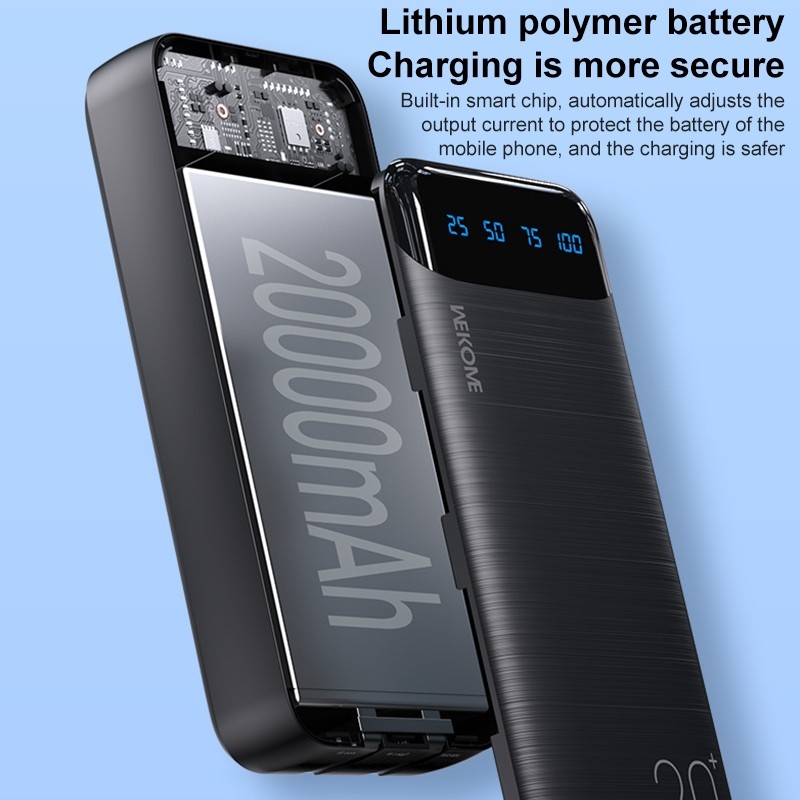 Lithium polymer battery
Charging is more secure
Built-in smart chip, automatically adjusts the
output current to protect the battery of the
mobile phone, and the charging is safer
25 50 75 100
WEKOME
20000mAh
20+